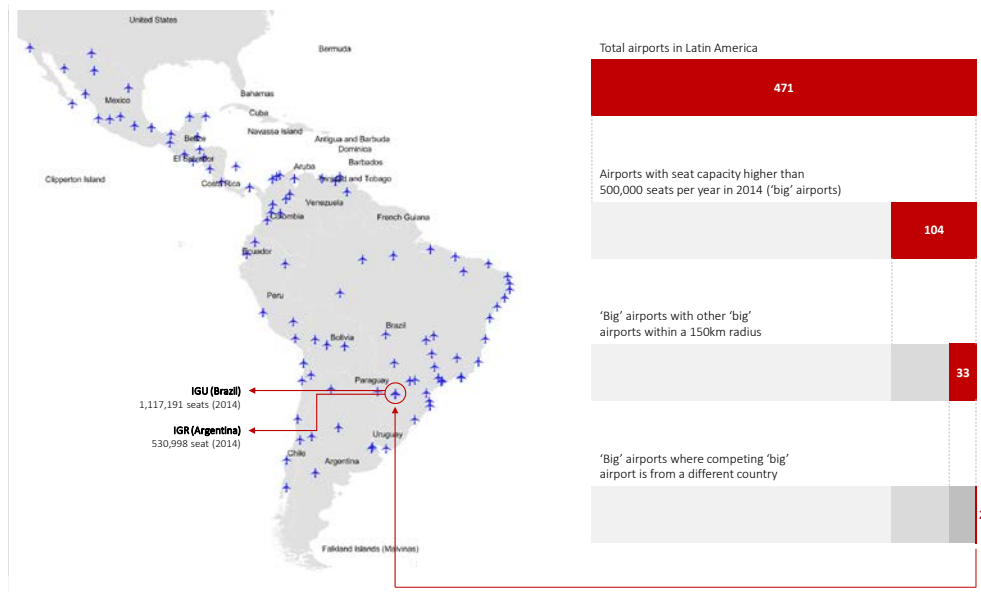 United States
Bermuda
Mexico
Bahamas
Cuba
Navassa Island
Belize
Antigua and Barbuda
Dominica
El Salvador
Aruba
Barbados
Clipperton Island
Costa Rica
Trinidad and Tobago
Venezuela
Colombia
French Guiana
Ecuador
Peru
Brazil
Bolivia
Paraguay
IGU (Brazil)
1,117,191 seats (2014)
IGR (Argentina)
530,998 seat (2014)
Uruguay
Chile
Argentina
Falkland Islands (Malvinas)
Total airports in Latin America
471
Airports with seat capacity higher than
500,000 seats per year in 2014 (‘big’ airports)
104
‘Big’ airports with other ‘big’
airports within a 150km radius
33
‘Big’ airports where competing ‘big’
airport is from a different country
2